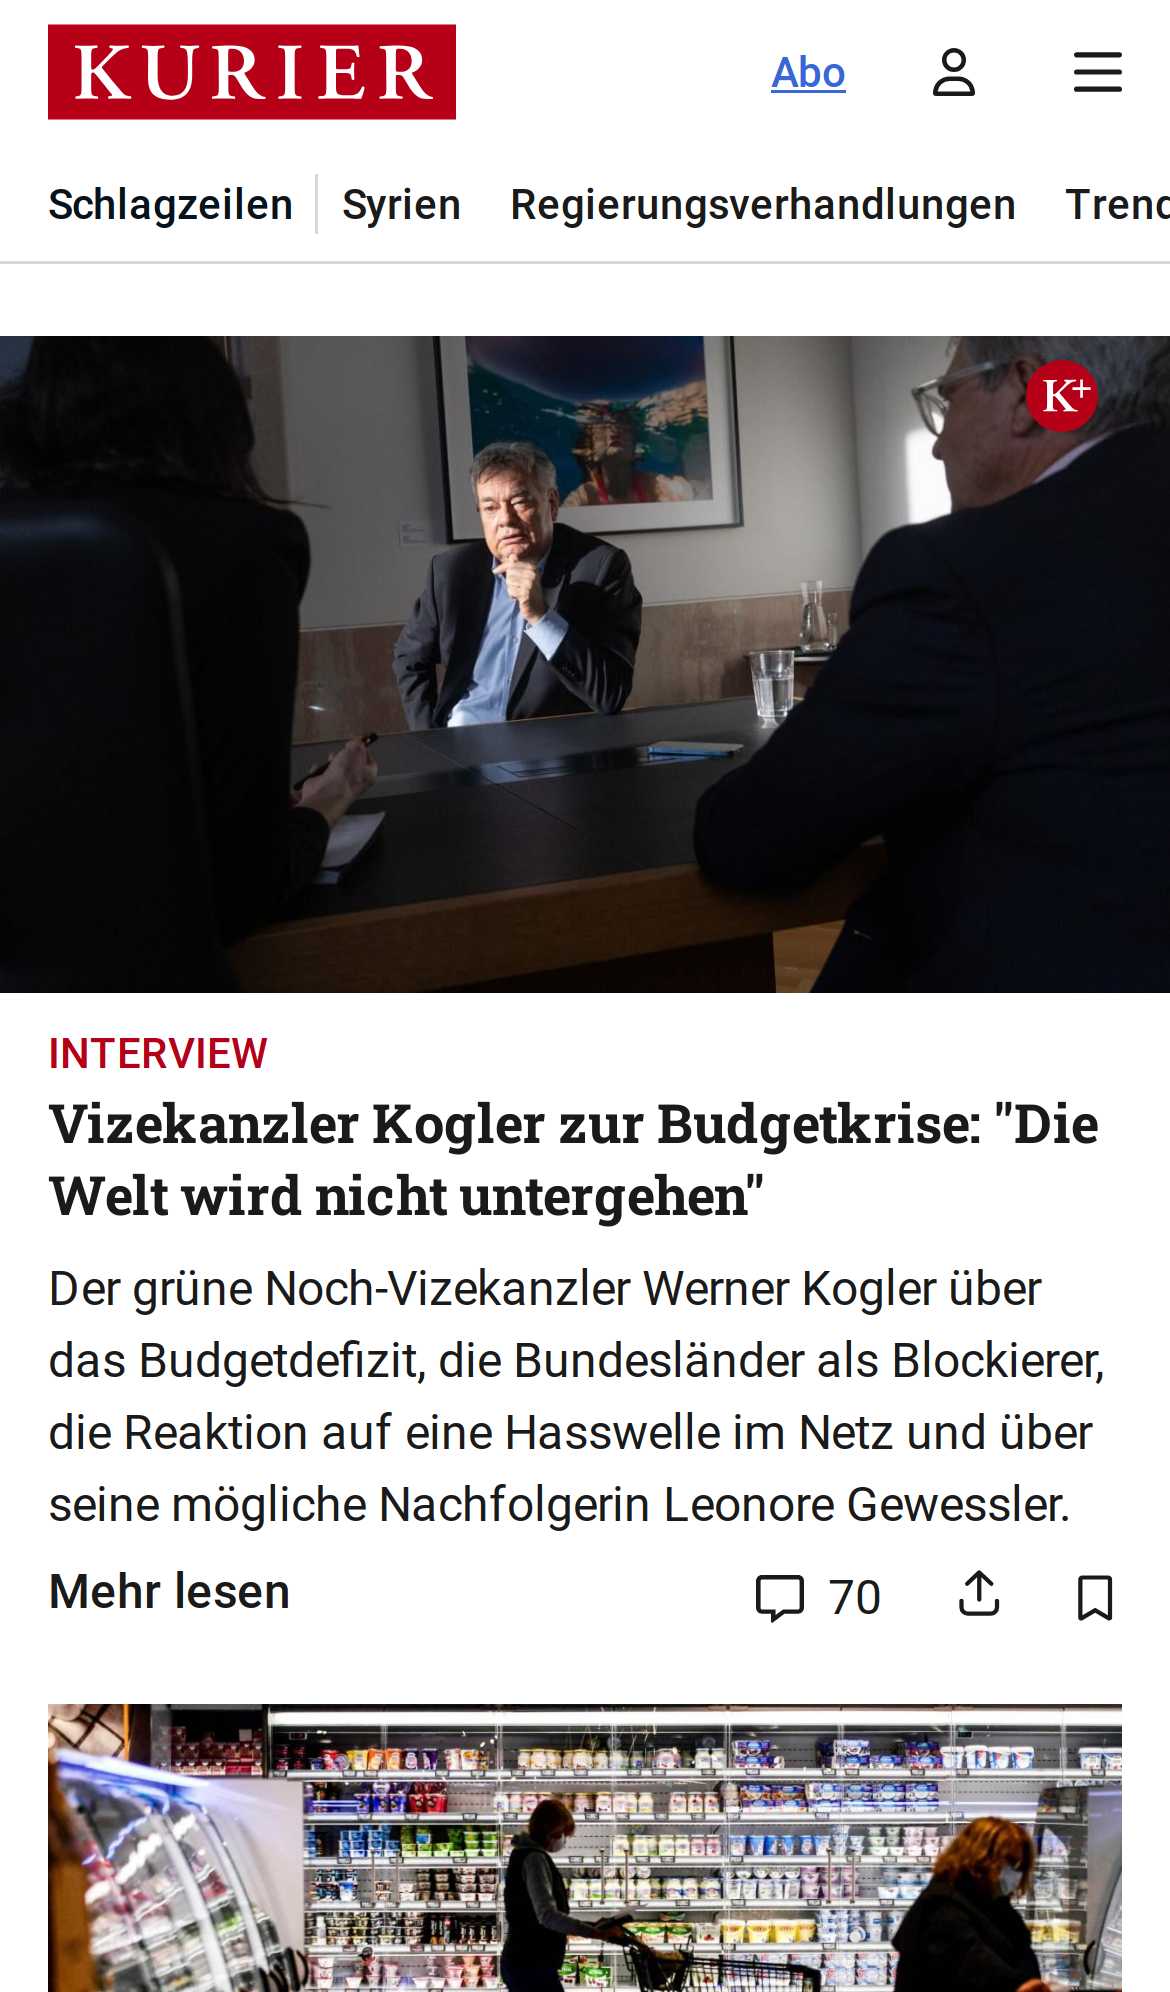 KURIER
Abo
Schlagzeilen
Syrien
Regierungsverhandlungen
Trend
K+
INTERVIEW
Vizekanzler Kogler zur Budgetkrise: "Die
Welt wird nicht untergehen"
Der grüne Noch-Vizekanzler Werner Kogler über
das Budgetdefizit, die Bundesländer als Blockierer,
die Reaktion auf eine Hasswelle im Netz und über
seine mögliche Nachfolgerin Leonore Gewessler.
Mehr lesen
70